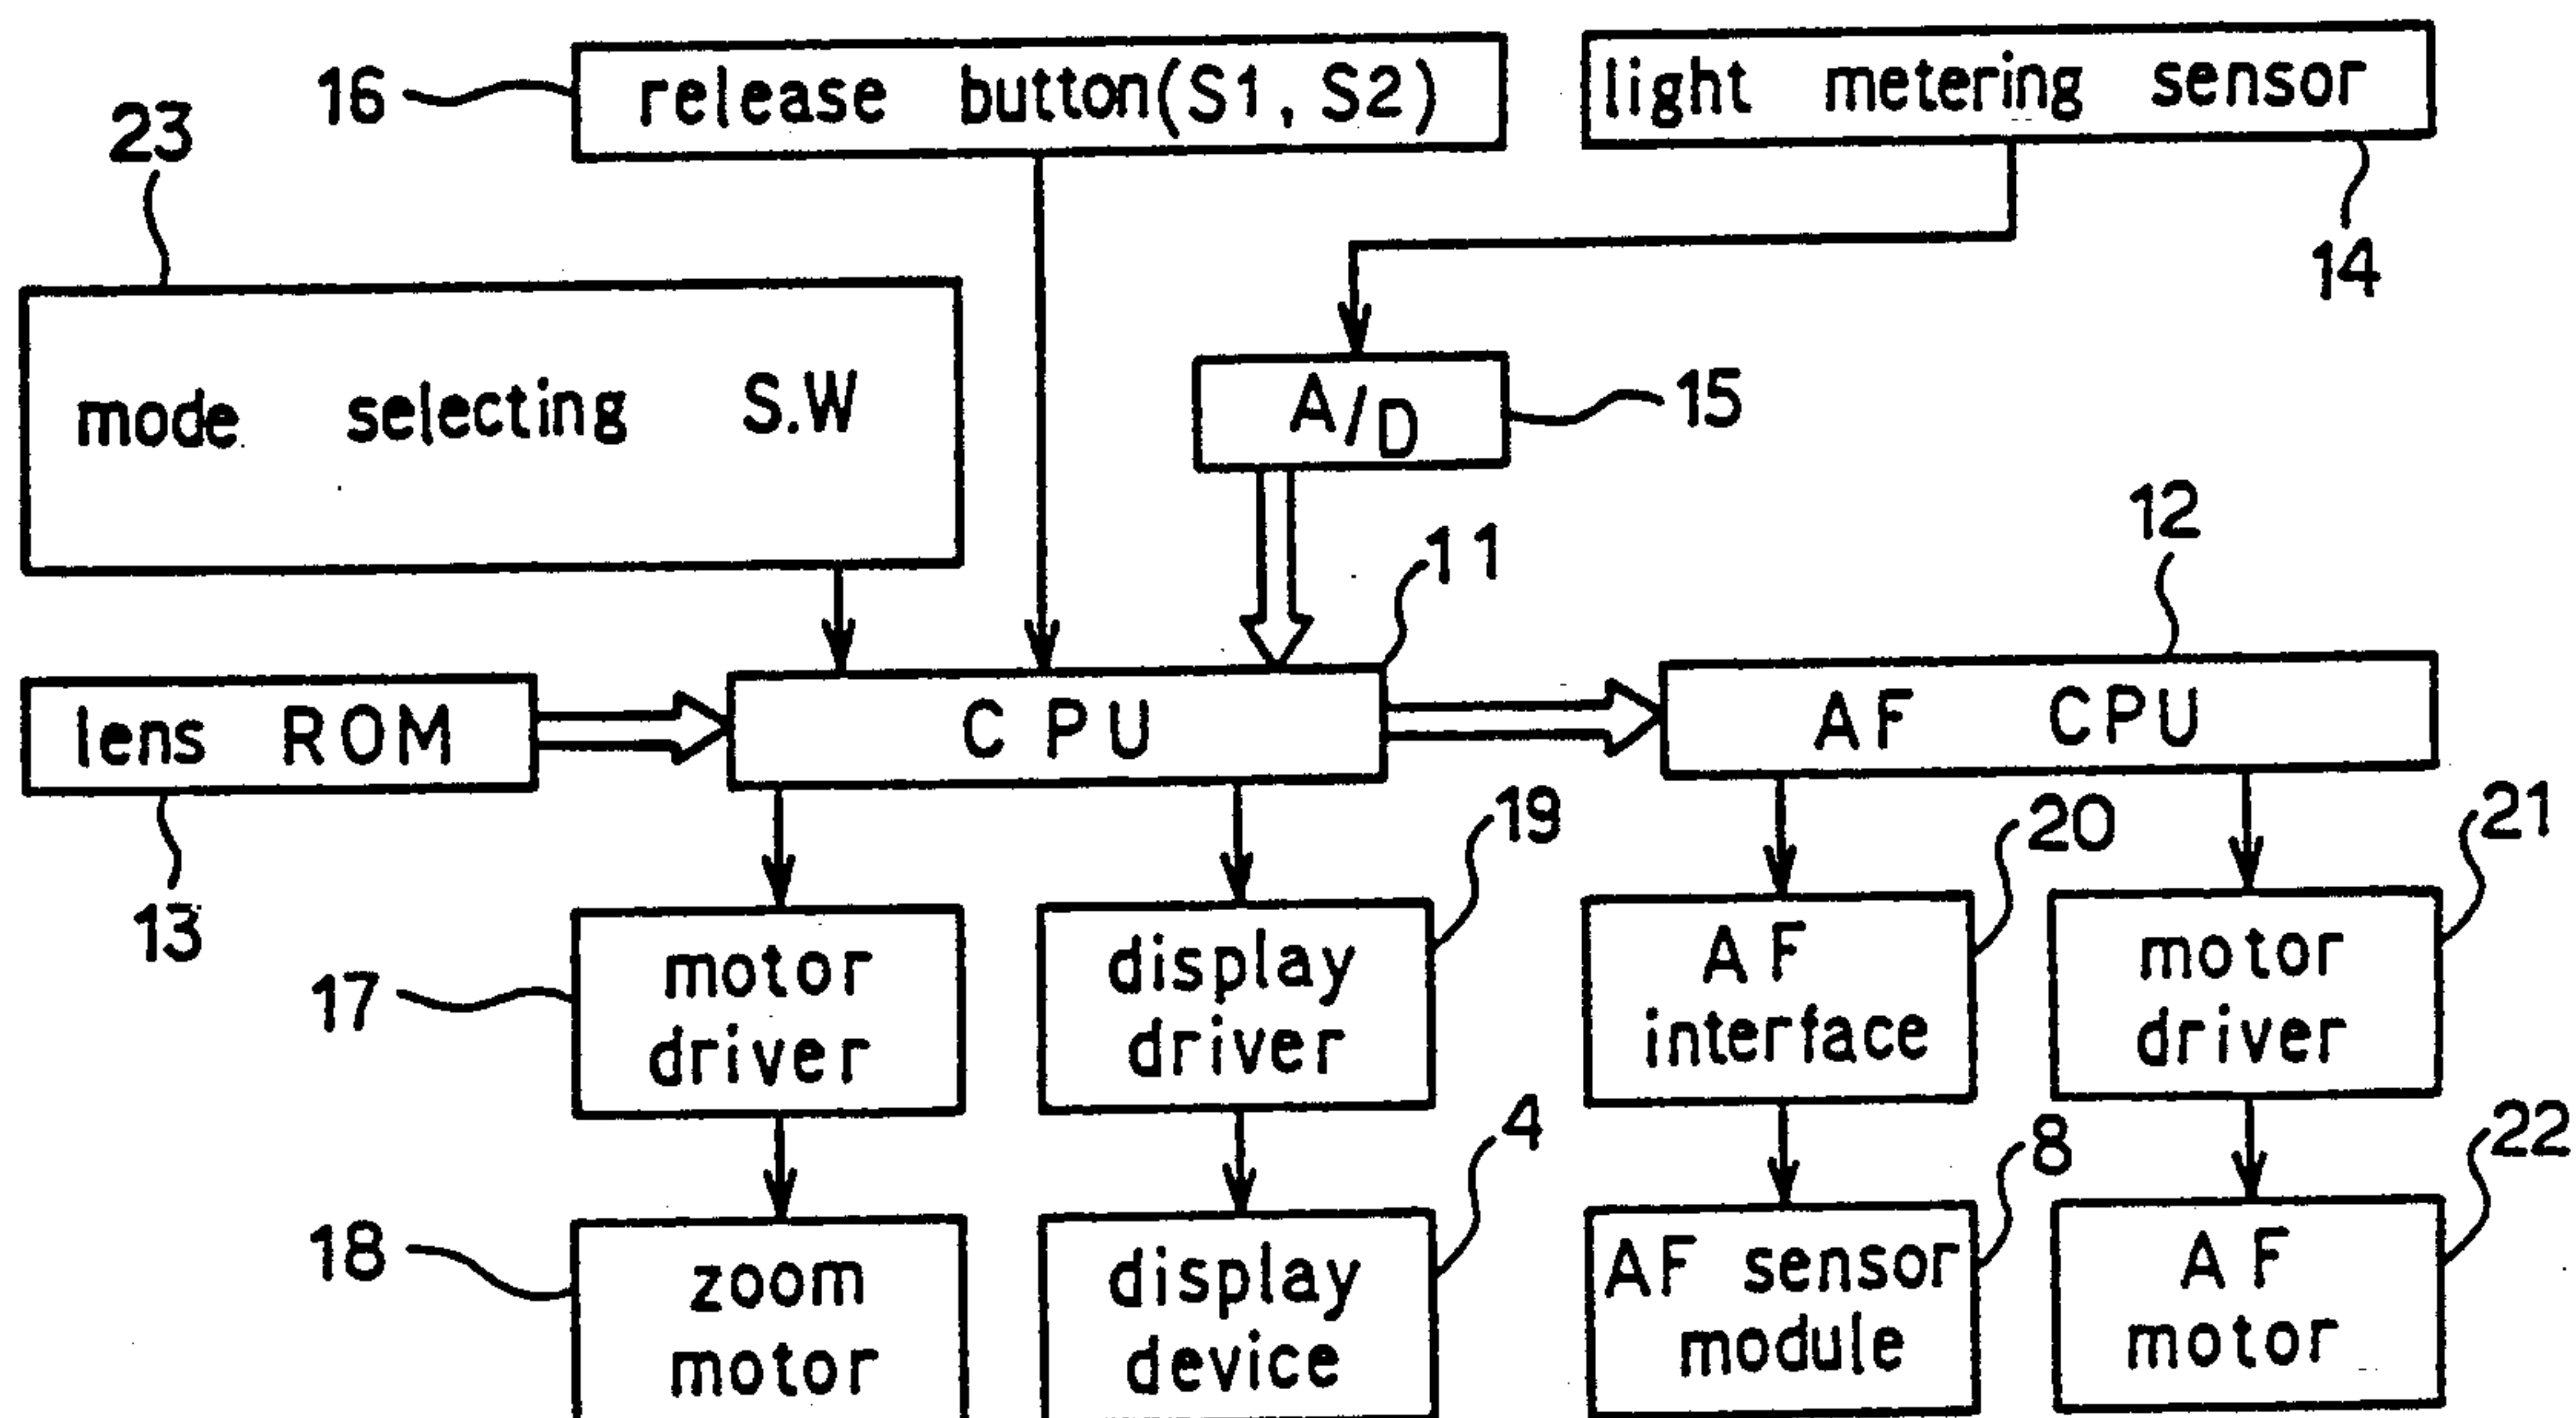 16
release button(S1, S2)
light metering sensor
23
14
mode selecting S.W
A/D
15
11
12
lens ROM
CPU
AF CPU
13
19
20
21
17
motor
driver
display
driver
AF
interface
motor
driver
4
8
22
18
zoom
motor
display
device
AF sensor
module
AF
motor